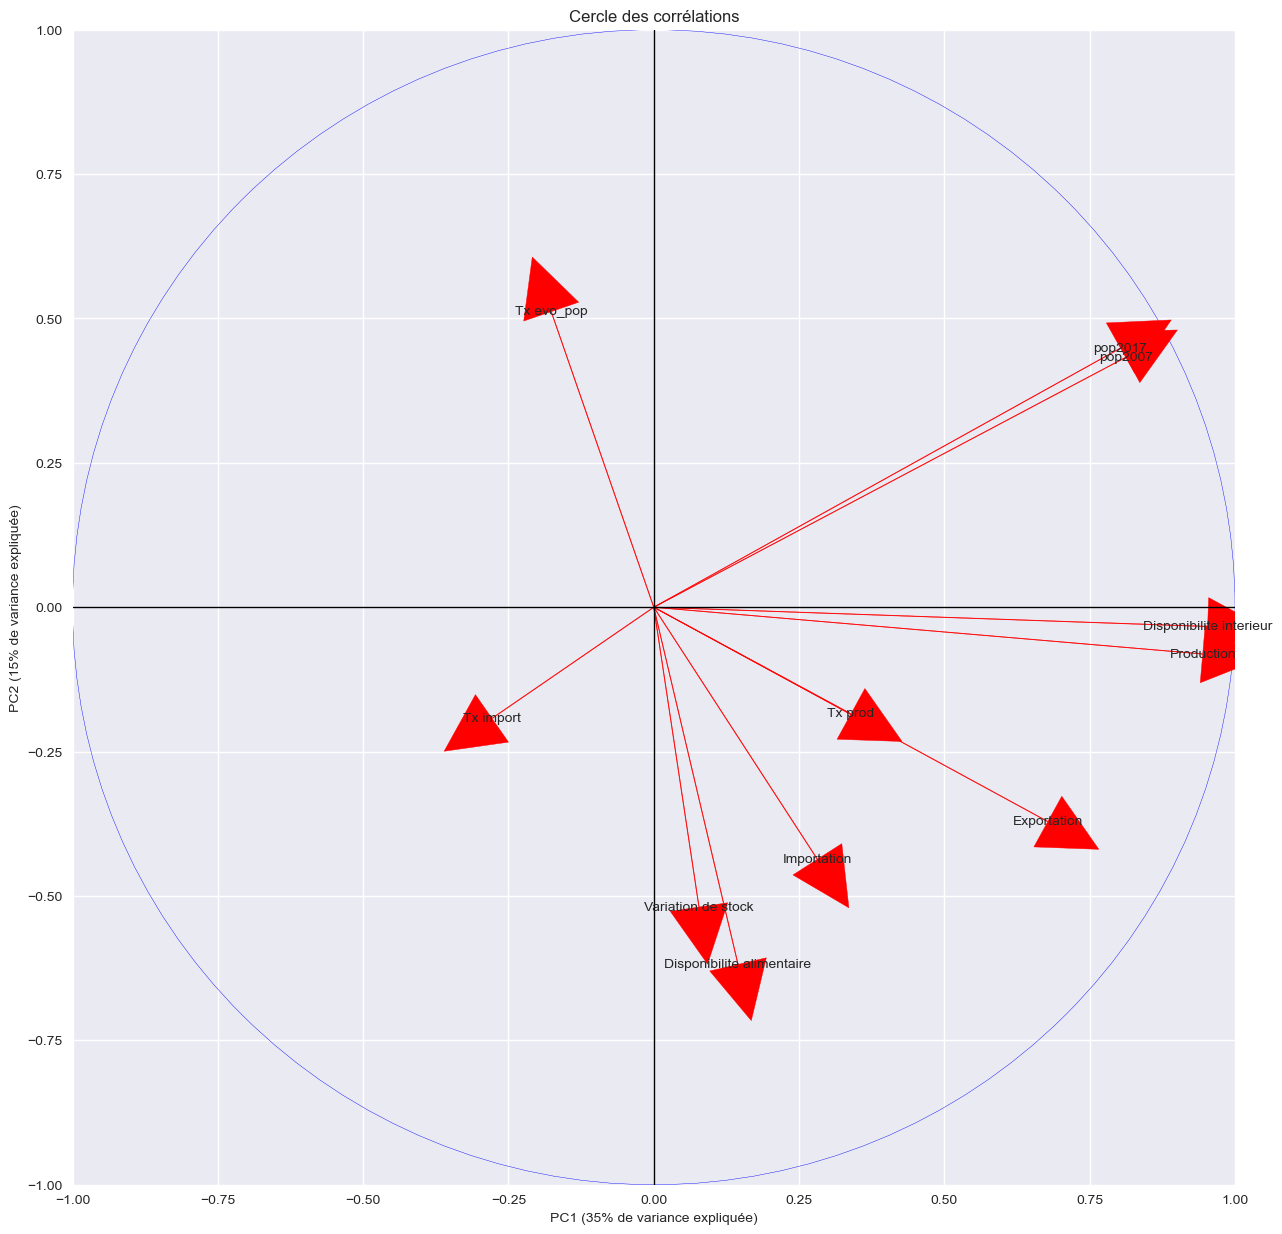 Cercle des corrélations
1.00
0.75
Tx evo_pop
0.50
pop2017
pop2007
0.25
PC2 (15% de variance expliquée)
0.00
Disponibilite interieur
Production
Tx prod
Tx import
−0.25
Exportation
Importation
−0.50
Variation de stock
Disponibilite alimentaire
−0.75
−1.00
−1.00 −0.75 −0.50 −0.25 0.00 0.25 0.50 0.75 1.00
PC1 (35% de variance expliquée)